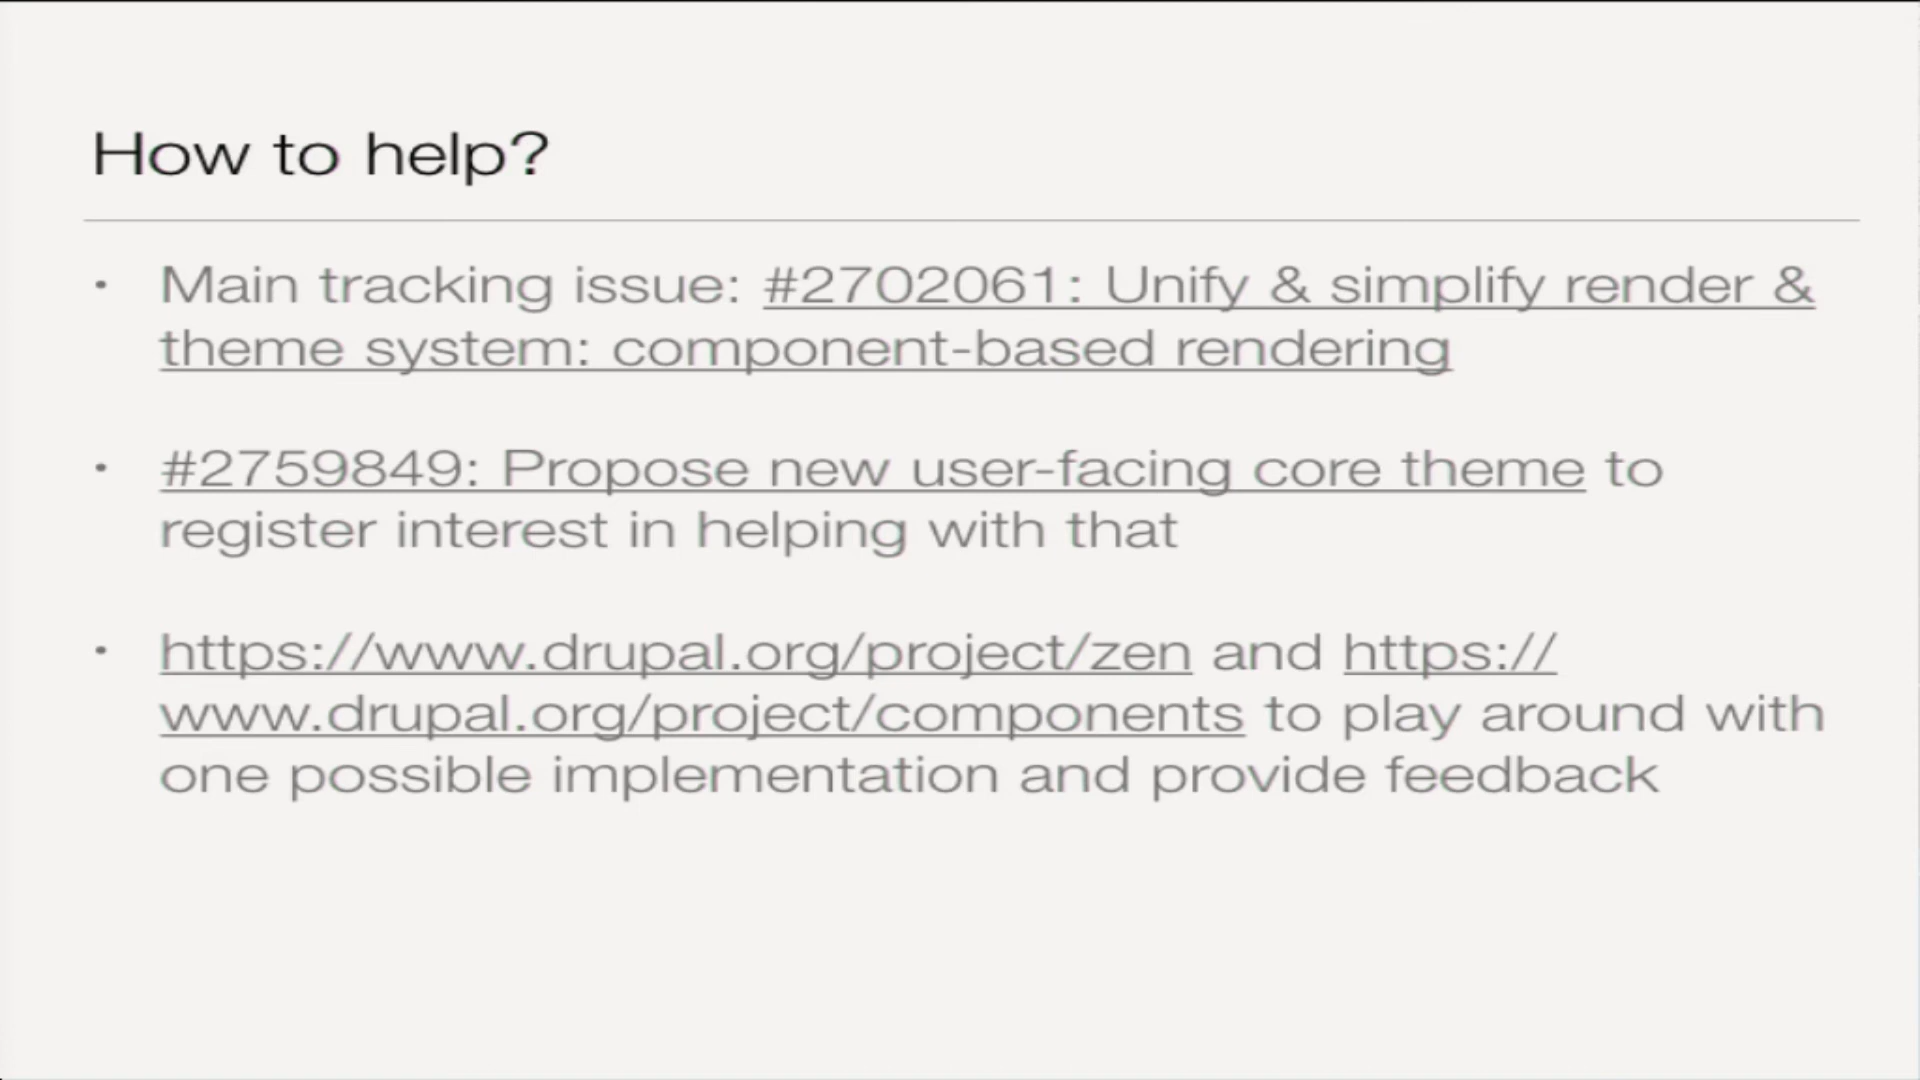 How to help?
• Main tracking issue: #2702061: Unify & simplify render &
theme system: component-based rendering
• #2759849: Propose new user-facing core theme to
register interest in helping with that
• https://www.drupal.org/project/zen and https://
www.drupal.org/project/components to play around with
one possible implementation and provide feedback